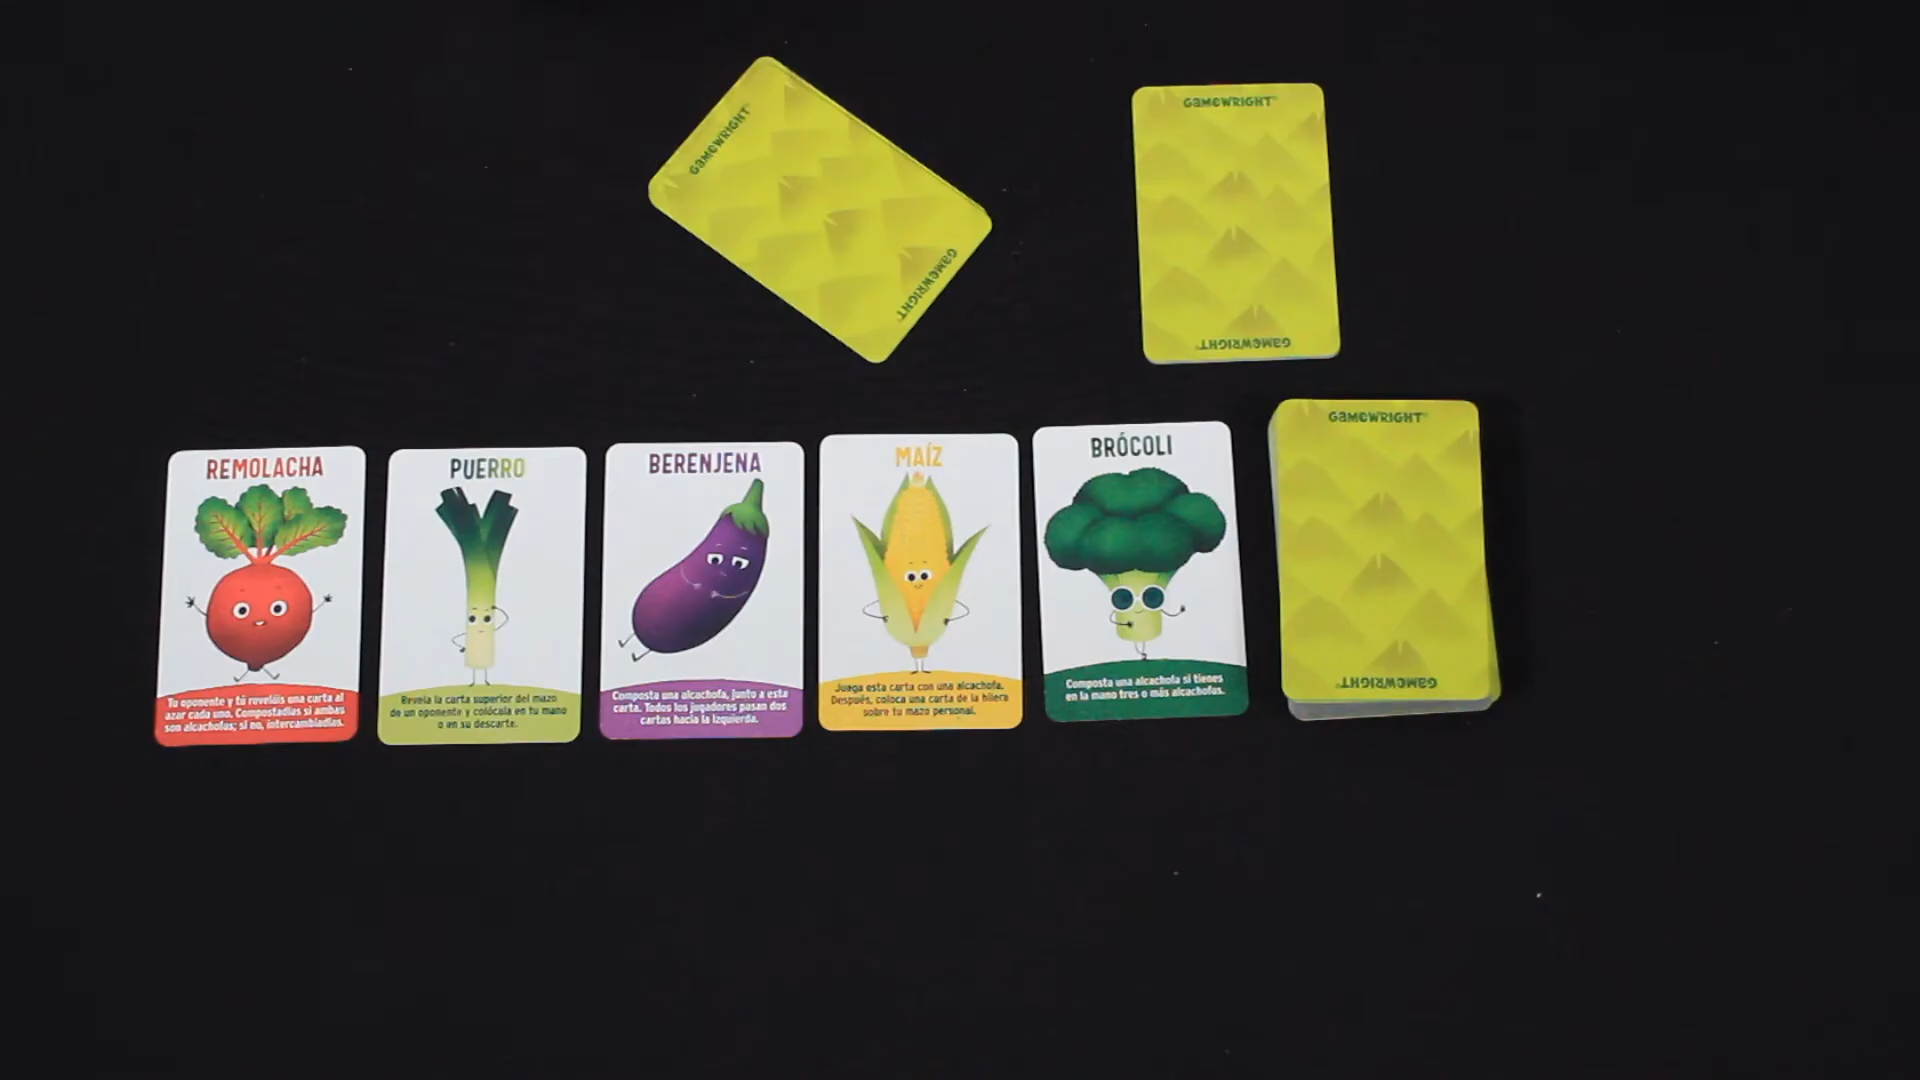 GAMEWRIGHT
GAMEWRIGHT
GAMEWRIGHT
GAMEWRIGHT
REMOLACHA
Tu oponente y tú reveláis una carta al
azar cada uno. Compostadlas si ambas
son alcachofas; si no, intercambiadlas.
PUERRO
Revela la carta superior del mazo
de un oponente y colócala en tu mano
o en su descarte.
BERENJENA
Composta una alcachofa, junto a esta
carta. Todos los jugadores pasan dos
cartas hacia la izquierda.
MAÍZ
Juega esta carta con una alcachofa.
Después, coloca una carta de la hilera
sobre tu mazo personal.
BRÓCOLI
Composta una alcachofa si tienes
en la mano tres o más alcachofas.
GAMEWRIGHT
GAMEWRIGHT